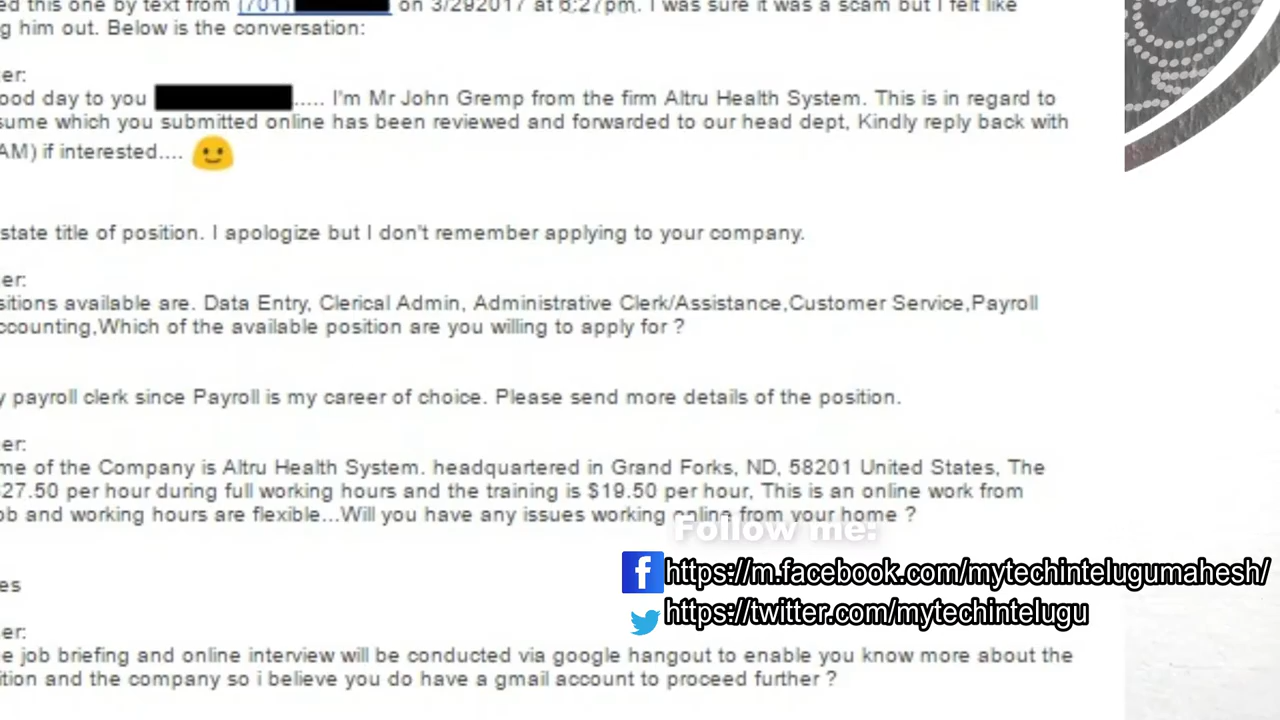 ed this one by text from (701) on 3/292017 at 6:27pm. I was sure it was a scam but I felt like
g him out. Below is the conversation:
er:
ood day to you ..... I'm Mr John Gremp from the firm Altru Health System. This is in regard to
sume which you submitted online has been reviewed and forwarded to our head dept, Kindly reply back with
AM) if interested....
state title of position. I apologize but I don't remember applying to your company.
er:
sitions available are. Data Entry, Clerical Admin, Administrative Clerk/Assistance,Customer Service,Payroll
ccounting,Which of the available position are you willing to apply for ?
y payroll clerk since Payroll is my career of choice. Please send more details of the position.
er:
me of the Company is Altru Health System. headquartered in Grand Forks, ND, 58201 United States, The
$27.50 per hour during full working hours and the training is $19.50 per hour, This is an online work from
ob and working hours are flexible...Will you have any issues working online from your home ?
Follow me:
https://m.facebook.com/mytechintelugumahesh/
es
https://twitter.com/mytechintelugu
er:
e job briefing and online interview will be conducted via google hangout to enable you know more about the
ition and the company so i believe you do have a gmail account to proceed further ?